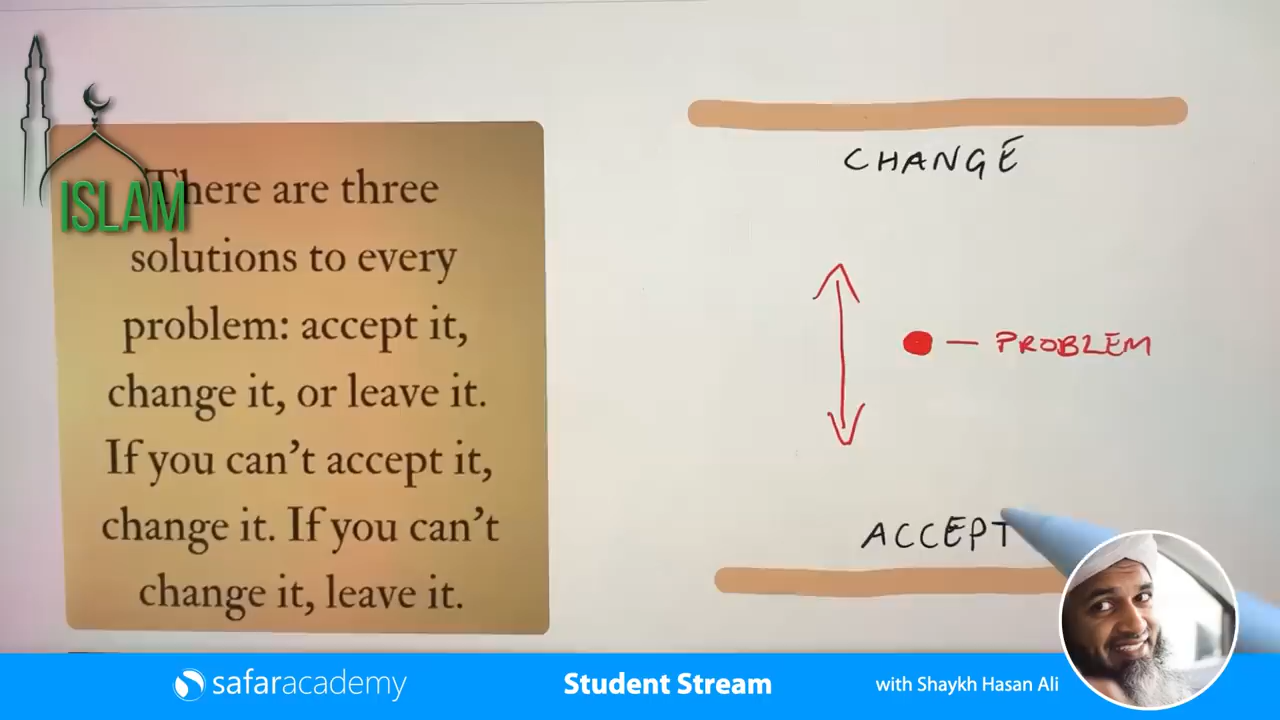 ISLAM
There are three
solutions to every
problem: accept it,
change it, or leave it.
If you can’t accept it,
change it. If you can’t
change it, leave it.
CHANGE
— PROBLEM
ACCEPT
safaracademy
Student Stream
with Shaykh Hasan Ali